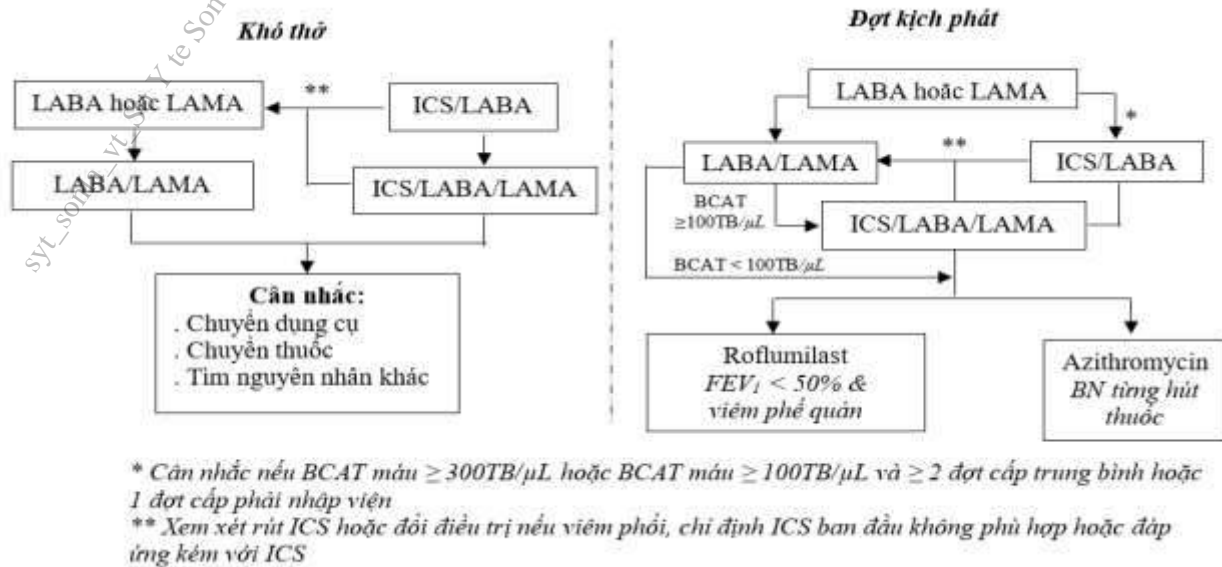 Khó thở
LABA hoặc LAMA
**
ICS/LABA
LABA/LAMA
ICS/LABA/LAMA
Cân nhắc:
. Chuyển dụng cụ
. Chuyển thuốc
. Tìm nguyên nhân khác
Đợt kịch phát
LABA hoặc LAMA
*
LABA/LAMA
**
ICS/LABA
BCAT
≥100TB/µL
ICS/LABA/LAMA
BCAT < 100TB/µL
Roflumilast
FEV1 < 50% &
viêm phế quản
Azithromycin
BN từng hút
thuốc
* Cân nhắc nếu BCAT máu ≥ 300TB/µL hoặc BCAT máu ≥ 100TB/µL và ≥ 2 đợt cấp trung bình hoặc
1 đợt cấp phải nhập viện
** Xem xét rút ICS hoặc đổi điều trị nếu viêm phổi, chỉ định ICS ban đầu không phù hợp hoặc đáp
ứng kém với ICS